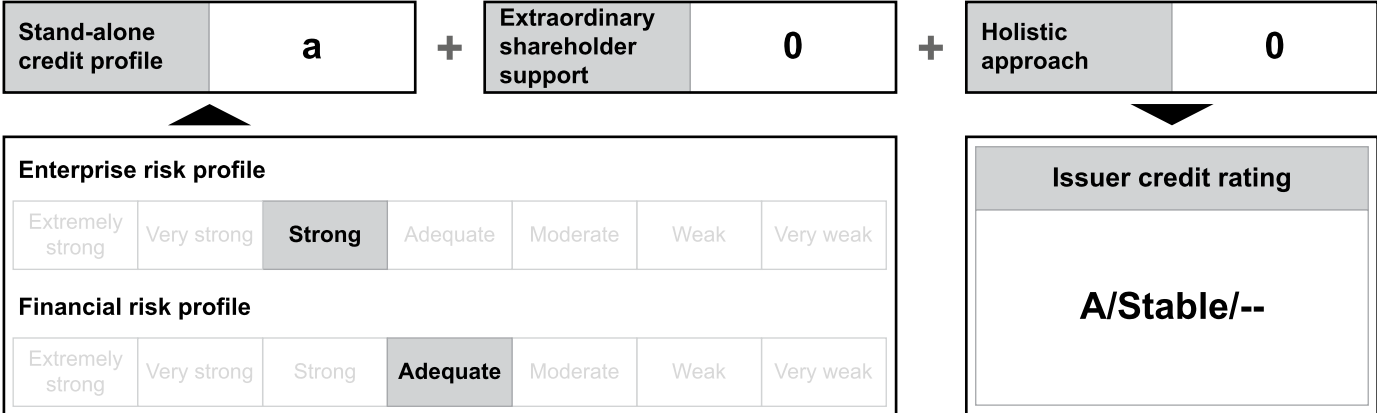 Stand-alone
credit profile
a
+
Extraordinary
shareholder
support
0
+
Holistic
approach
0
Enterprise risk profile
Extremely
strong
Very strong
Strong
Adequate
Moderate
Weak
Very weak
Financial risk profile
Extremely
strong
Very strong
Strong
Adequate
Moderate
Weak
Very weak
Issuer credit rating
A/Stable/--